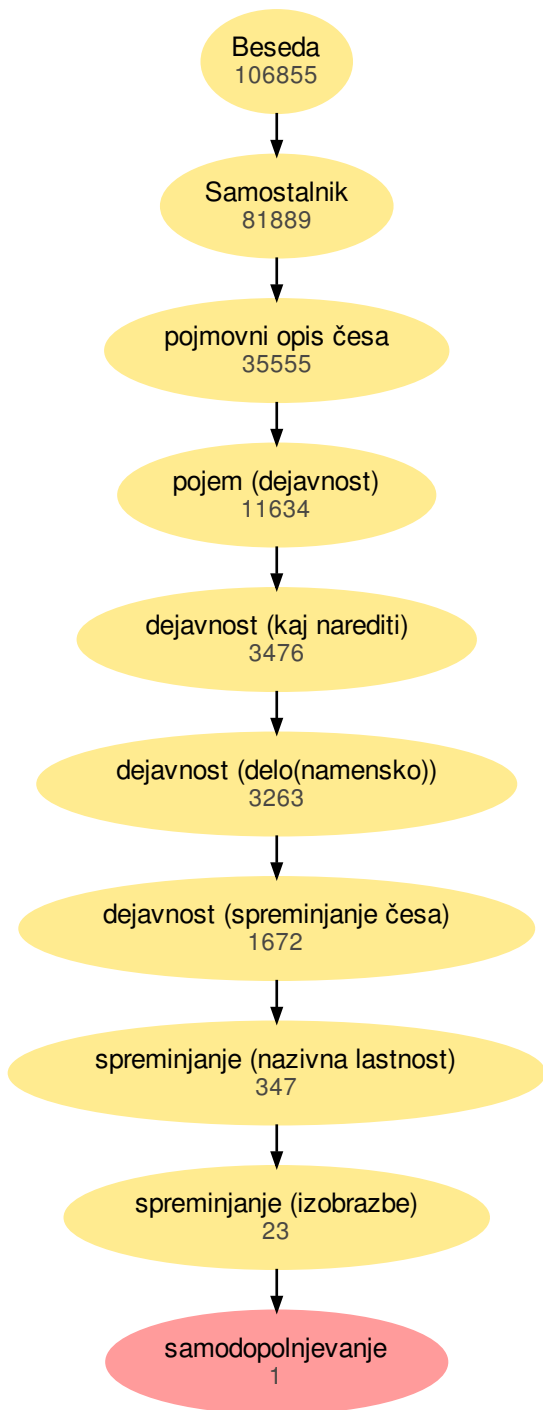 Beseda
106855
Samostalnik
81889
pojmovni opis česa
35555
pojem (dejavnost)
11634
dejavnost (kaj narediti)
3476
dejavnost (delo(namensko))
3263
dejavnost (spreminjanje česa)
1672
spreminjanje (nazivna lastnost)
347
spreminjanje (izobrazbe)
23
samodopolnjevanje
1